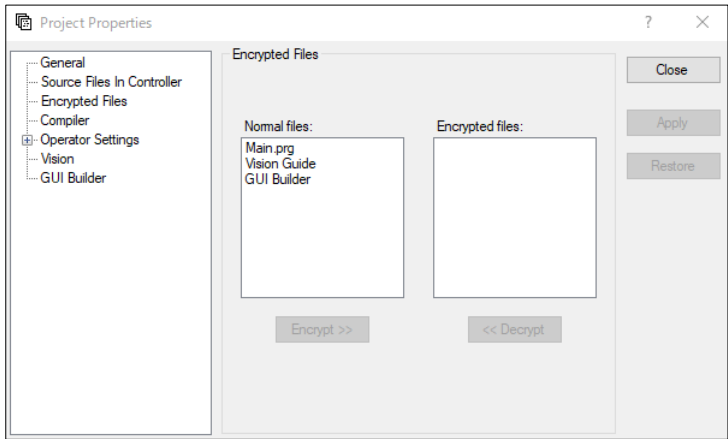 Project Properties
?
General
Source Files In Controller
Encrypted Files
Compiler
Operator Settings
Vision
GUI Builder
Encrypted Files
Normal files:
Main.prg
Vision Guide
GUI Builder
Encrypt >>
Encrypted files:
<< Decrypt
Close
Apply
Restore